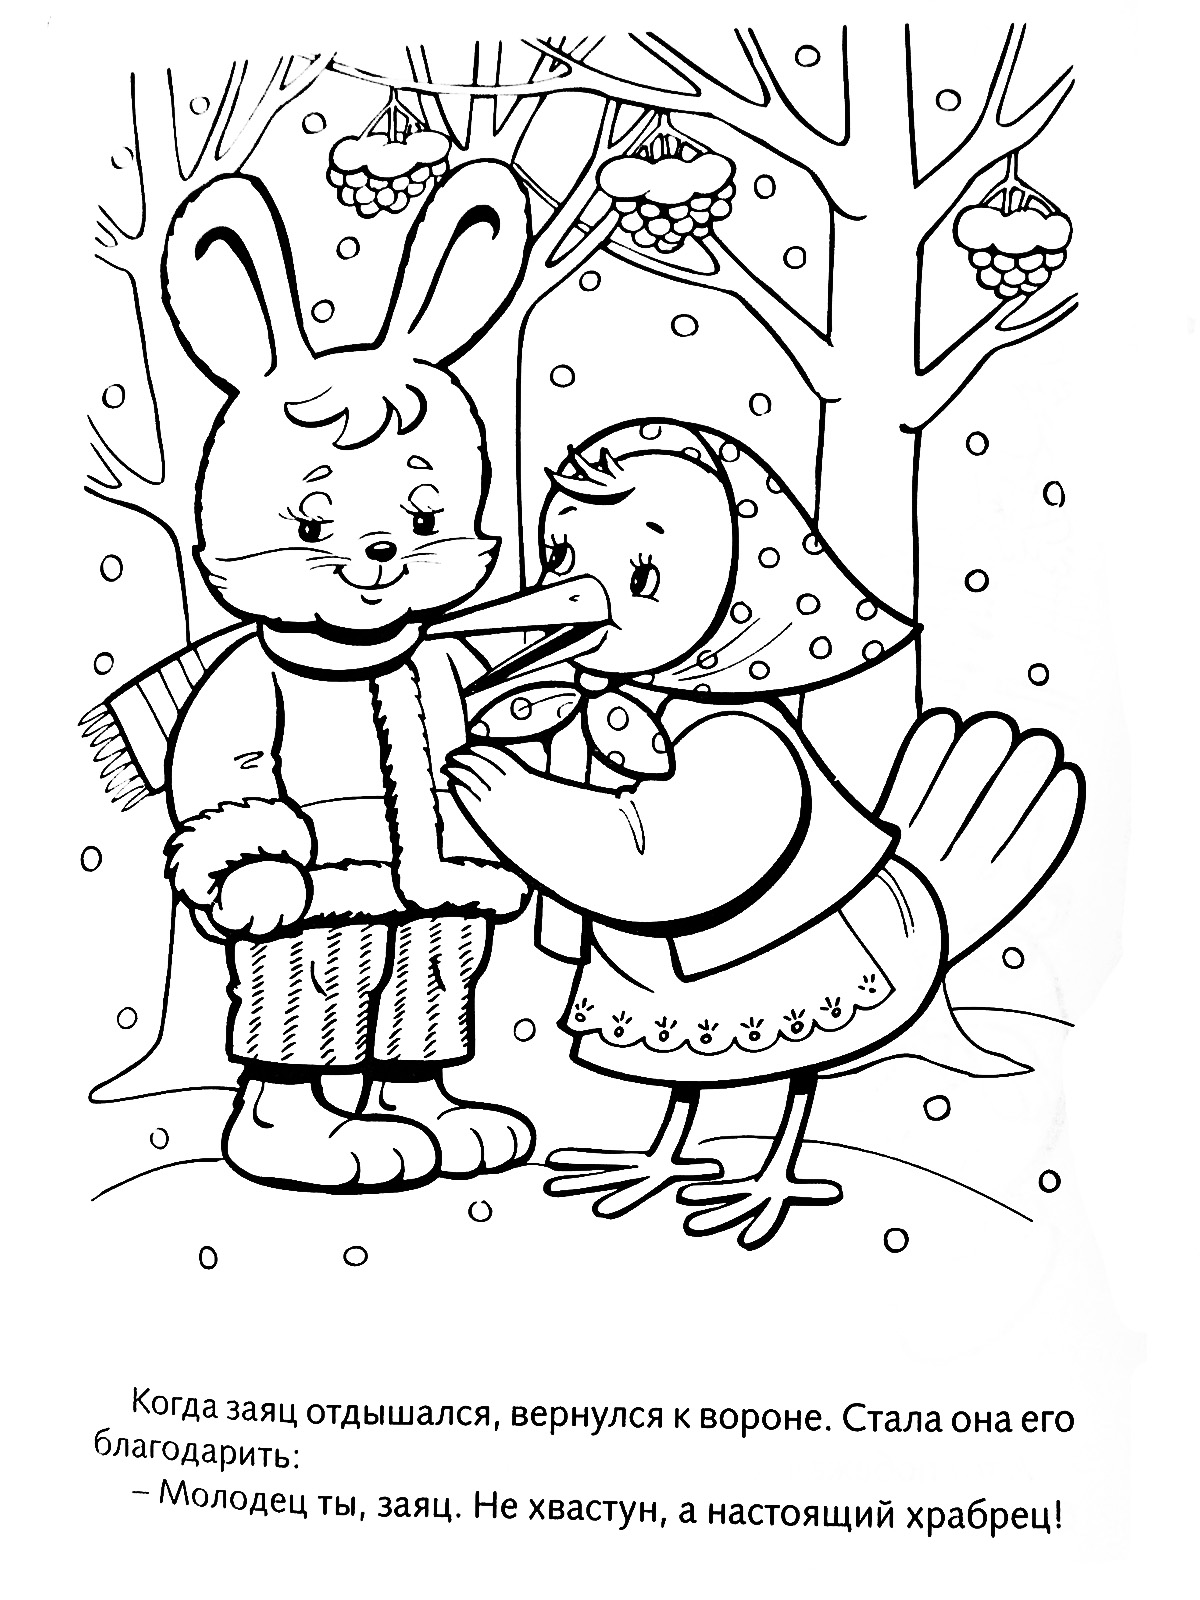 Когда заяц отдышался, вернулся к вороне. Стала она его
благодарить:
– Молодец ты, заяц. Не хвастун, а настоящий храбрец!